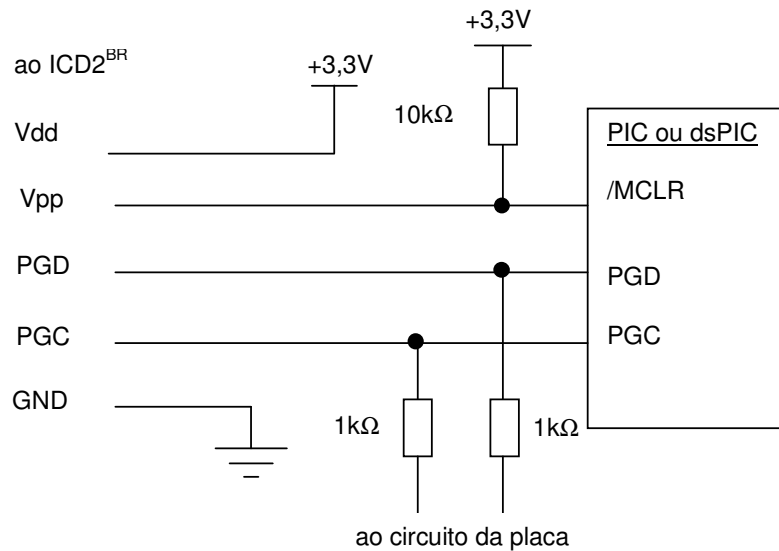 +3,3V
ao ICD2BR
+3,3V
10kΩ
PIC ou dsPIC
Vdd
Vpp
/MCLR
PGD
PGD
PGC
PGC
GND
1kΩ
1kΩ
ao circuito da placa